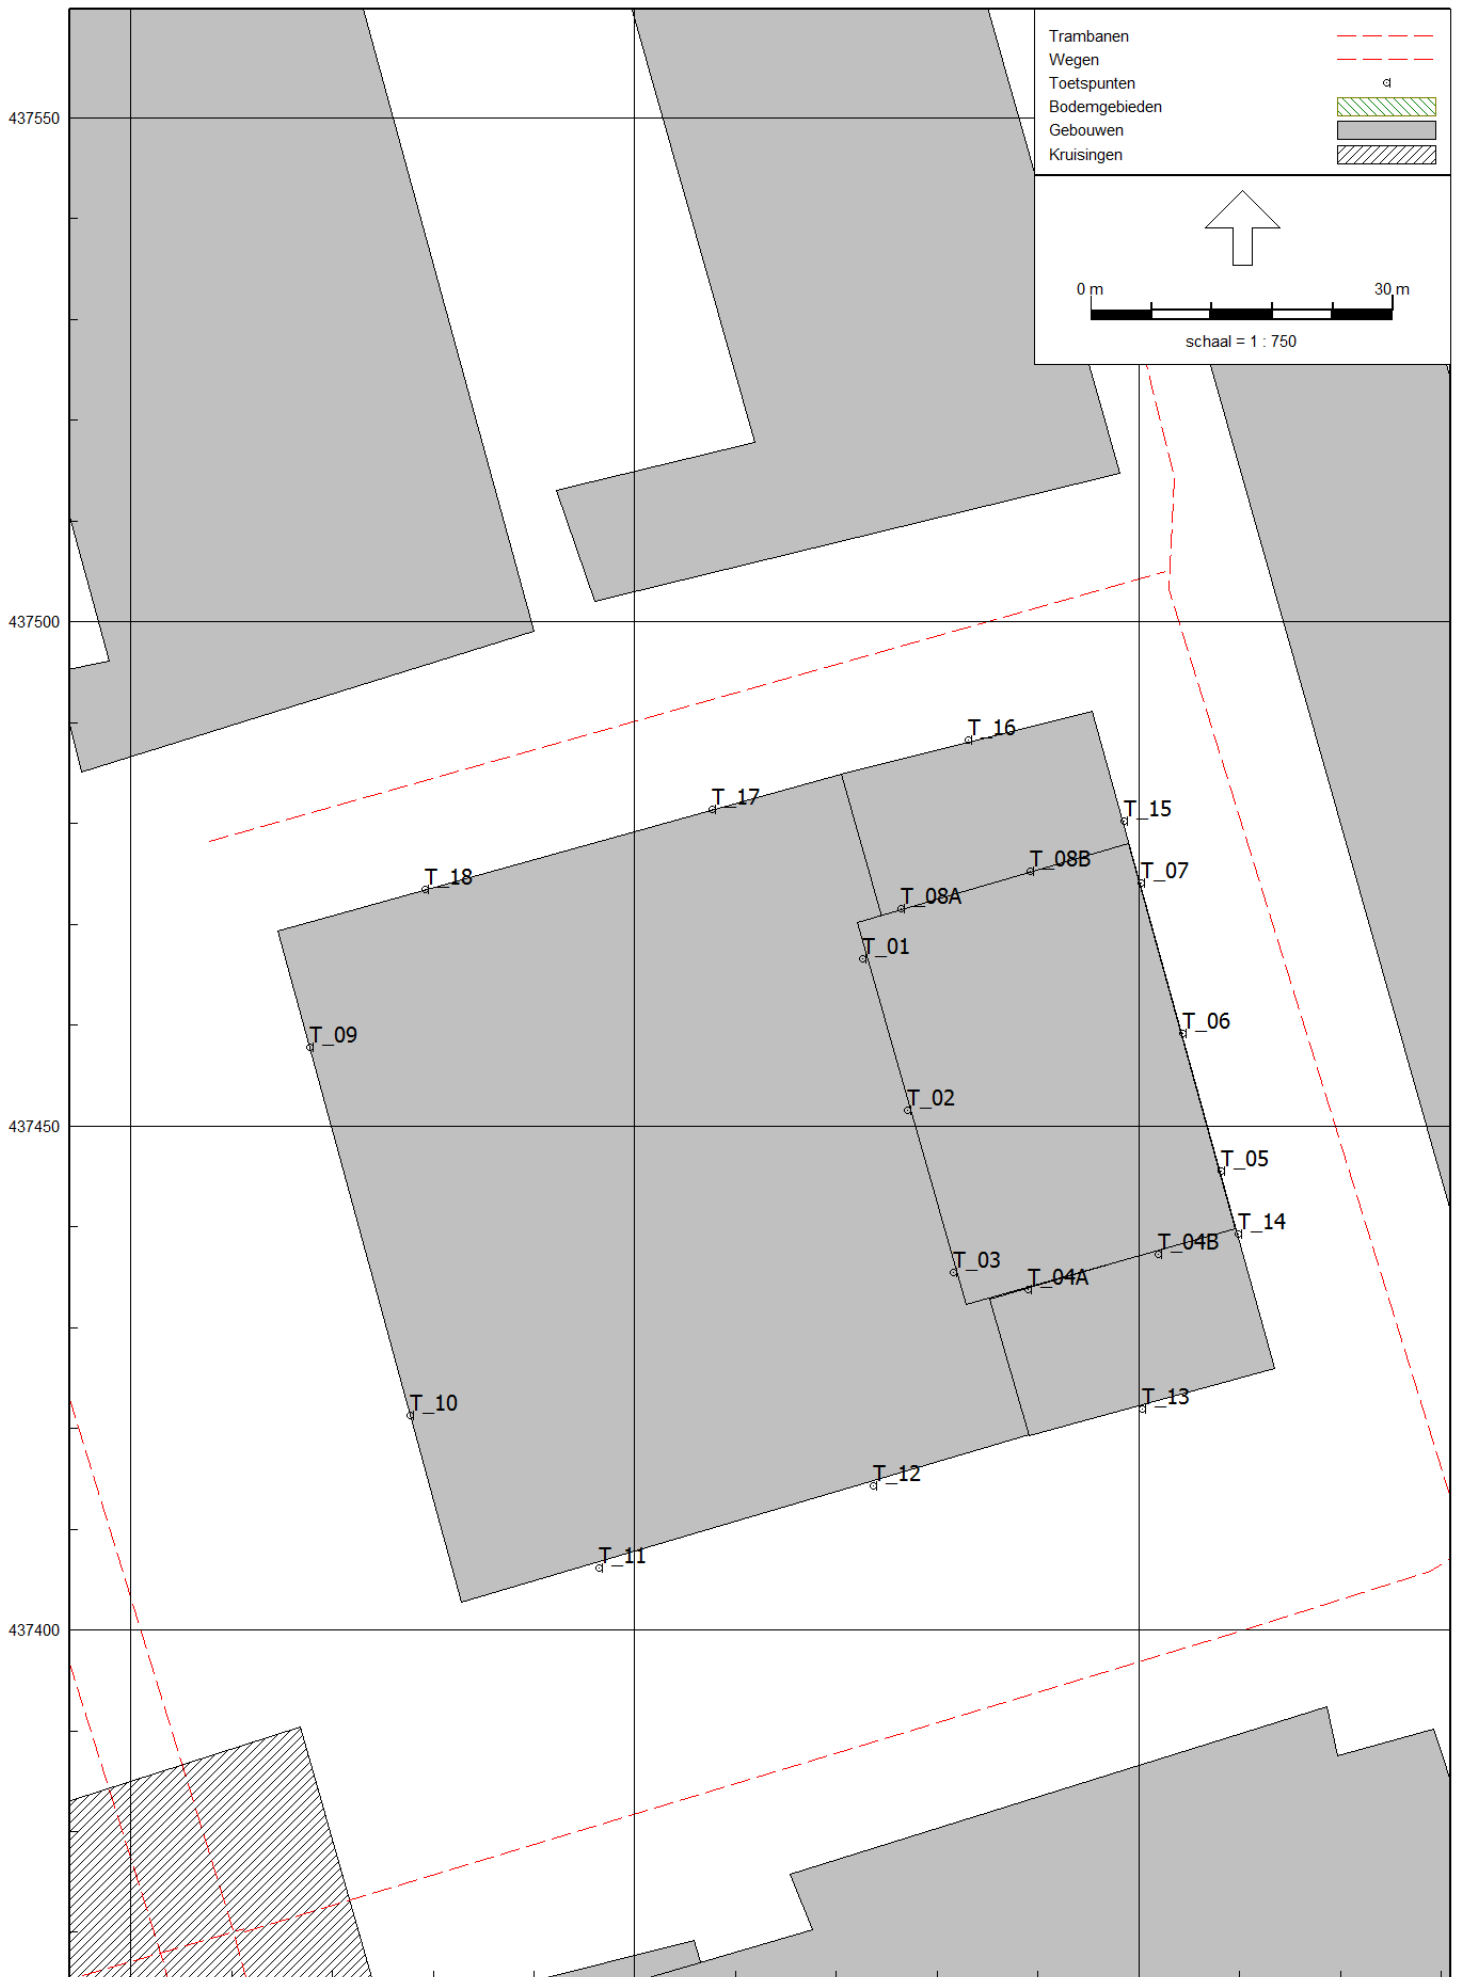 Trambanen
Wegen
Toetspunten
Bodemgebieden
Gebouwen
Kruisingen
0 m 30 m
schaal = 1 : 750
437550
437500
437450
437400
T_16
T_17
T_15
T_08B
T_07
T_18
T_08A
T_01
T_06
T_09
T_02
T_05
T_14
T_04B
T_03
T_04A
T_10
T_13
T_12
T_11